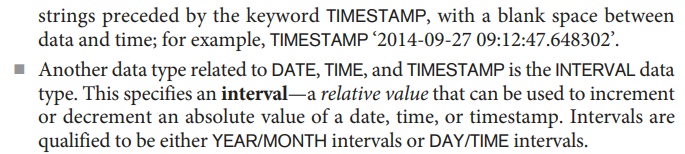 strings preceded by the keyword TIMESTAMP, with a blank space between
data and time; for example, TIMESTAMP ‘2014-09-27 09:12:47.648302’.
■ Another data type related to DATE, TIME, and TIMESTAMP is the INTERVAL data
type. This specifies an interval—a relative value that can be used to increment
or decrement an absolute value of a date, time, or timestamp. Intervals are
qualified to be either YEAR/MONTH intervals or DAY/TIME intervals.